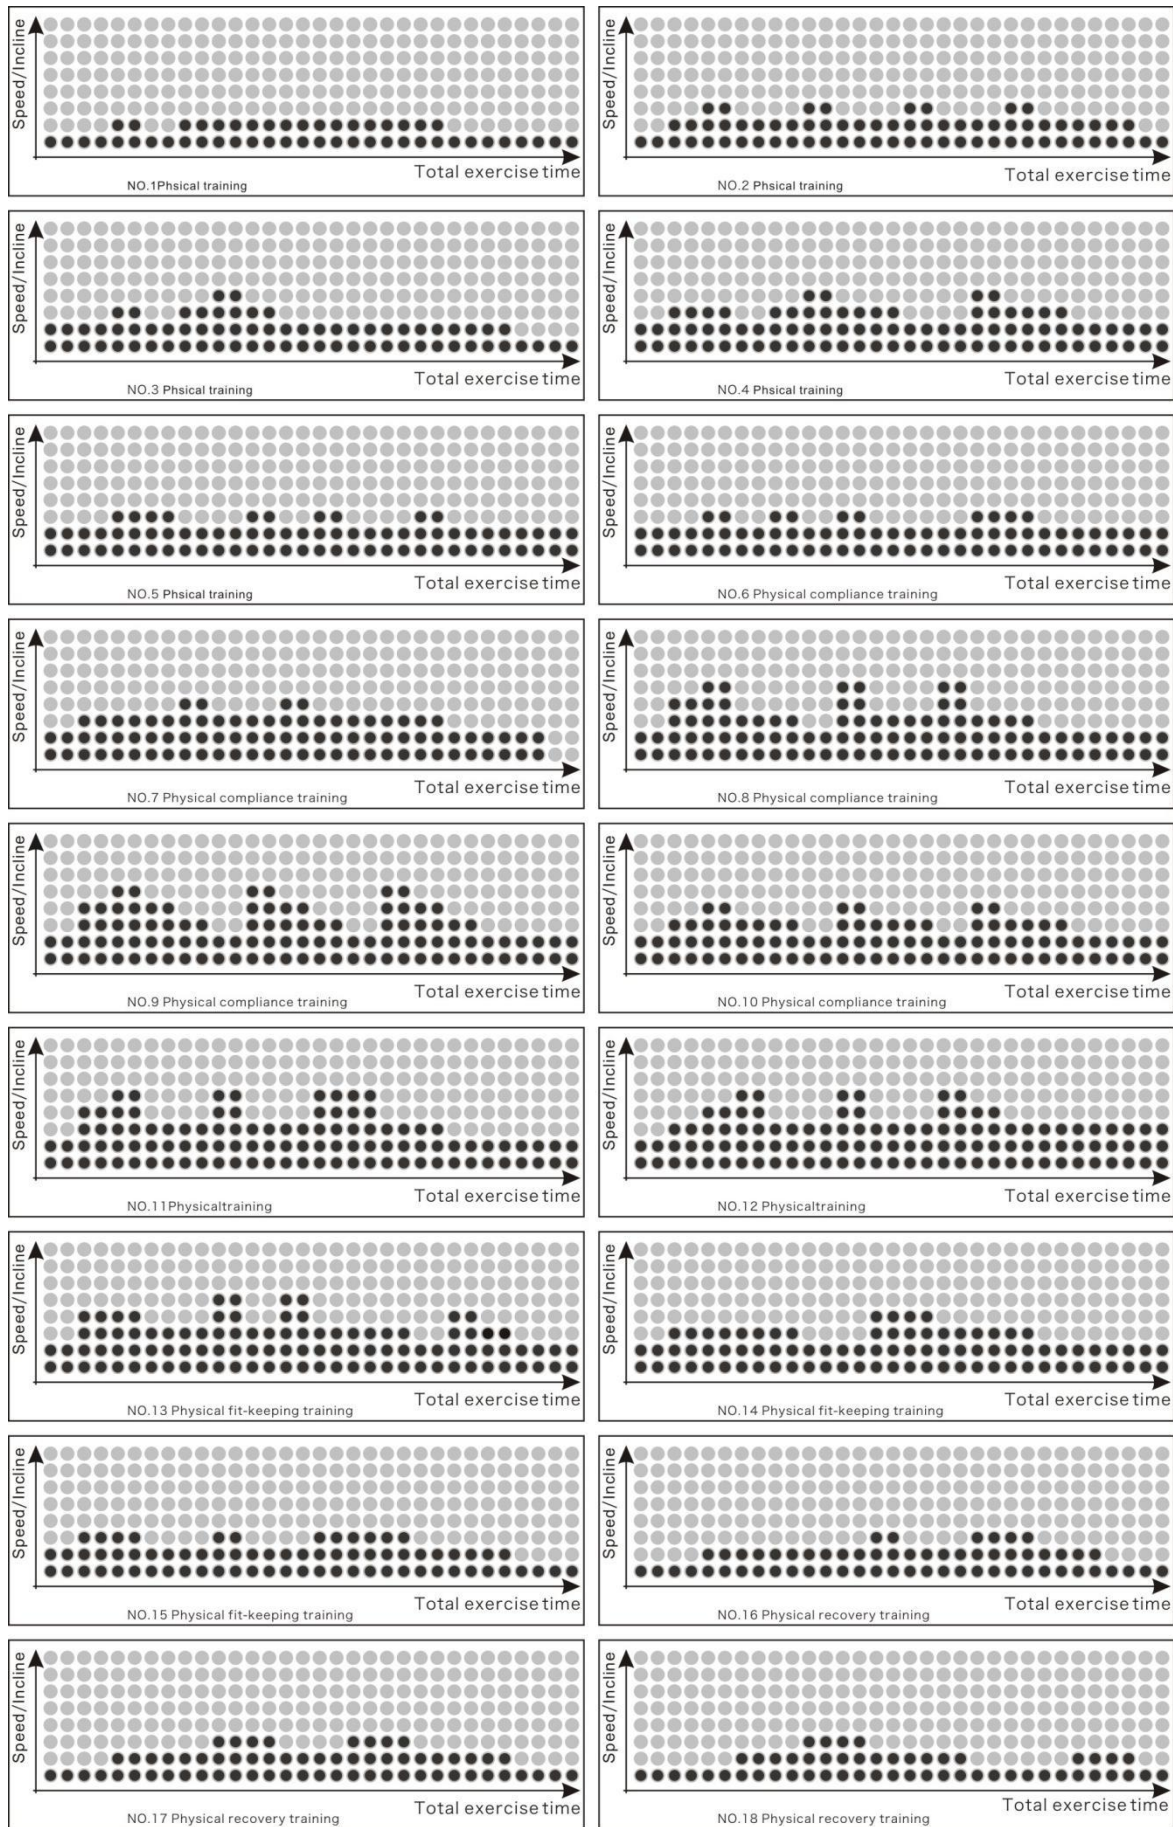 Speed/Incline
Total exercise time
NO.1Phsical training
Speed/Incline
Total exercise time
NO.2 Phsical training
Speed/Incline
Total exercise time
NO.3 Phsical training
Speed/Incline
Total exercise time
NO.4 Phsical training
Speed/Incline
Total exercise time
NO.5 Phsical training
Speed/Incline
Total exercise time
NO.6 Physical compliance training
Speed/Incline
Total exercise time
NO.7 Physical compliance training
Speed/Incline
Total exercise time
NO.8 Physical compliance training
Speed/Incline
Total exercise time
NO.9 Physical compliance training
Speed/Incline
Total exercise time
NO.10 Physical compliance training
Speed/Incline
Total exercise time
NO.11Physicaltraining
Speed/Incline
Total exercise time
NO.12 Physicaltraining
Speed/Incline
Total exercise time
NO.13 Physical fit-keeping training
Speed/Incline
Total exercise time
NO.14 Physical fit-keeping training
Speed/Incline
Total exercise time
NO.15 Physical fit-keeping training
Speed/Incline
Total exercise time
NO.16 Physical recovery training
Speed/Incline
Total exercise time
NO.17 Physical recovery training
Speed/Incline
Total exercise time
NO.18 Physical recovery training